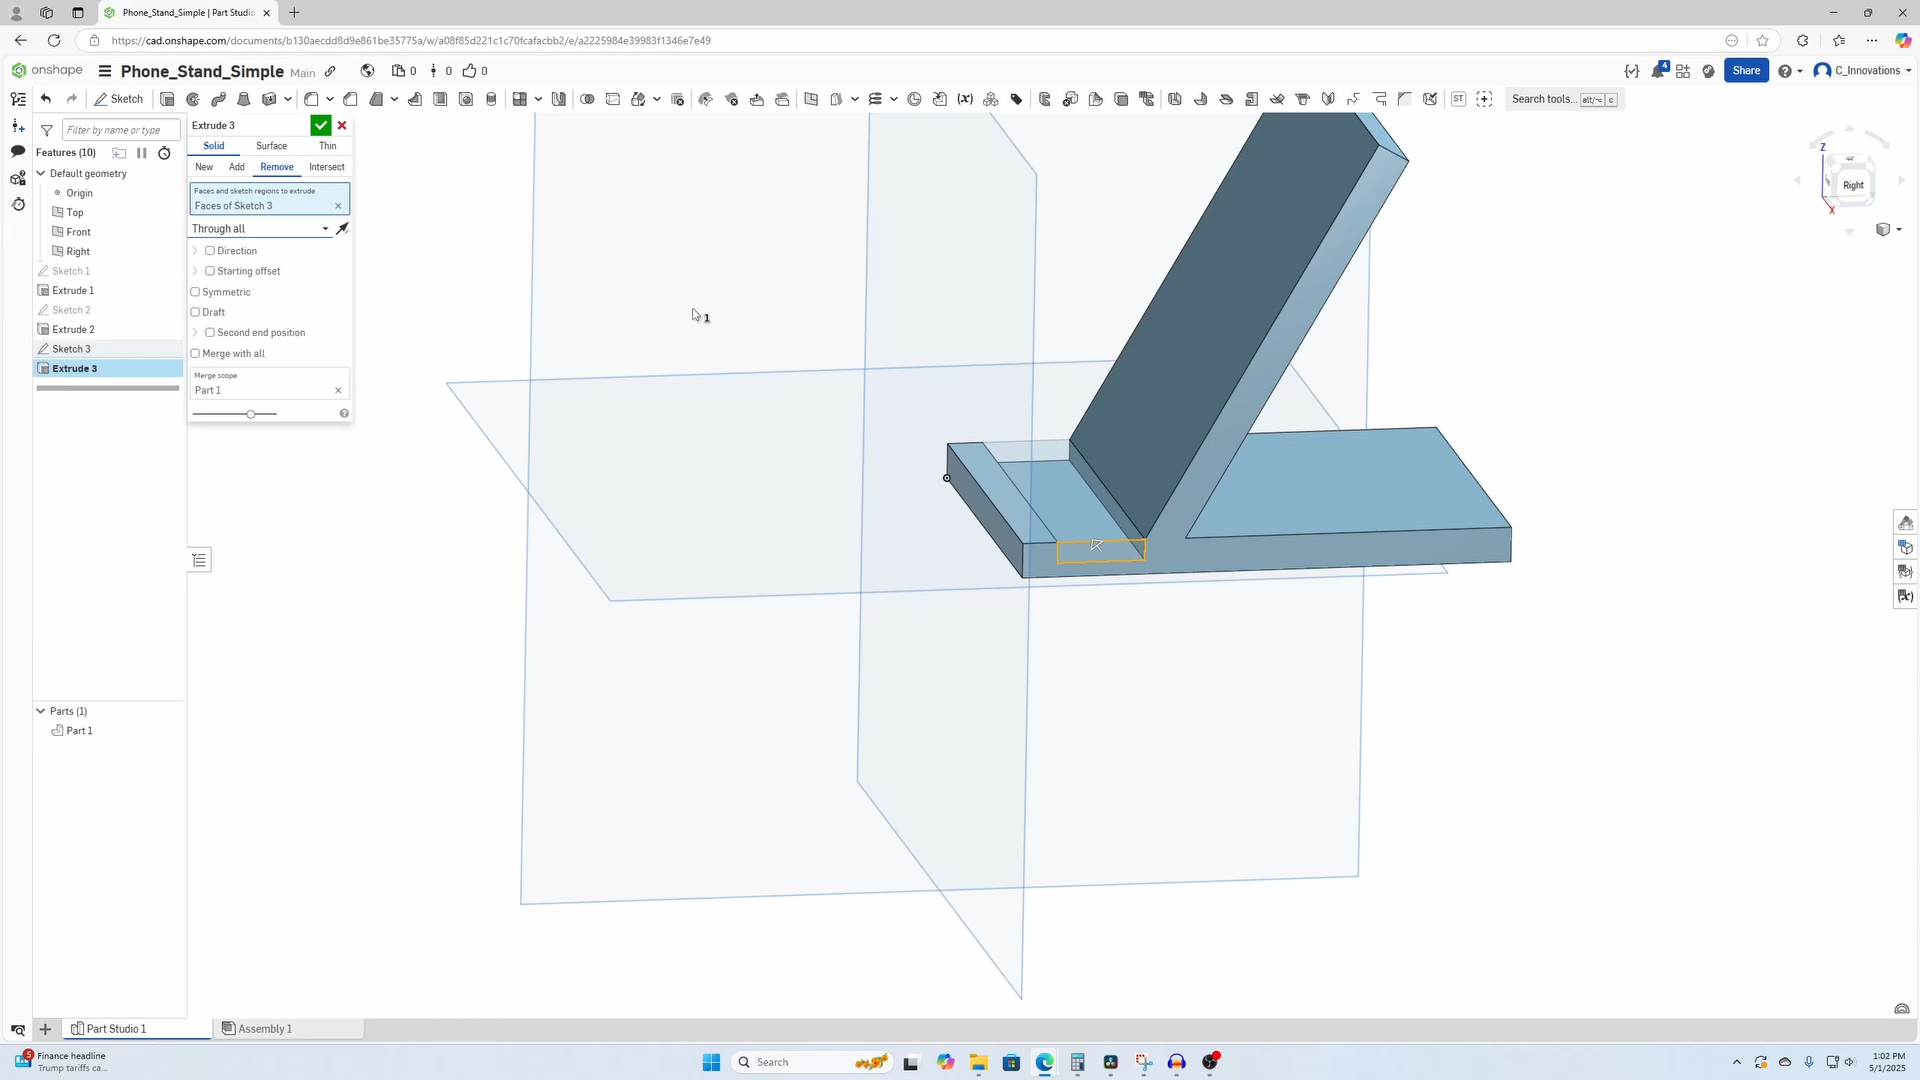 Phone_Stand_Simple | Part Studio
https://cad.onshape.com/documents/b130aecdd8d9e861be35775a/w/a08f85d221c1c70fcafacbb2/e/a2225984e39983f1346e7e49
onshape
Phone_Stand_Simple Main
0
0
0
4
Share
C_Innovations
Sketch
Search tools... alt/⌥ c
Filter by name or type
Features (10)
Default geometry
Origin
Top
Front
Right
Sketch 1
Extrude 1
Sketch 2
Extrude 2
Sketch 3
Extrude 3
Extrude 3
Solid Surface Thin
New Add Remove Intersect
Faces and sketch regions to extrude
Faces of Sketch 3
Through all
Direction
Starting offset
Symmetric
Draft
Second end position
Merge with all
Merge scope
Part 1
1
Z
Right
X
Parts (1)
Part 1
Part Studio 1
Assembly 1
5
Finance headline
Trump tariffs ca...
Search
1:02 PM
5/1/2025